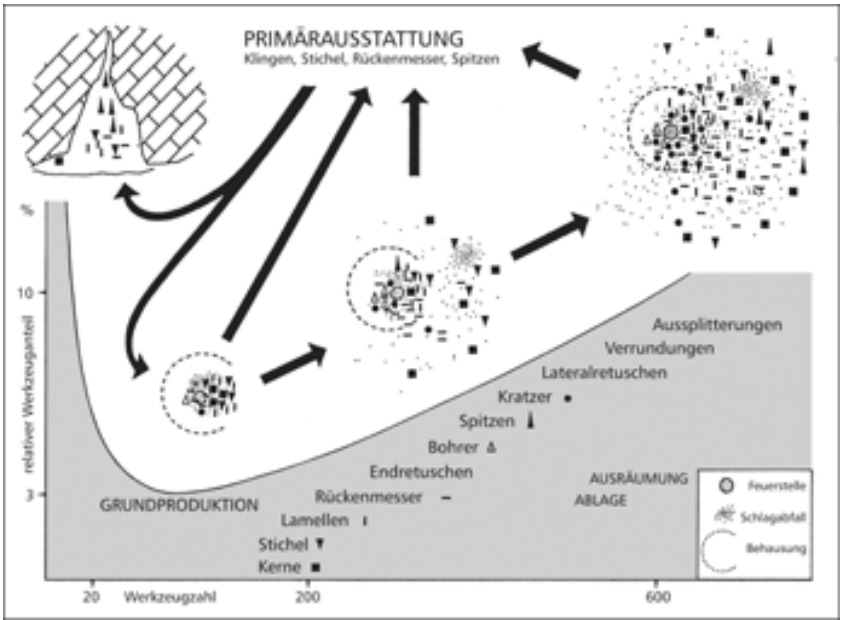 PRIMÄRAUSSTATTUNG
Klingen, Stichel, Rückenmesser, Spitzen
%
10
3
relativer Werkzeuganteil
Aussplitterungen
Verrundungen
Lateralretuschen
Kratzer
Spitzen
Bohrer
Endretuschen
Rückenmesser
Lamellen
Stichel
Kerne
GRUNDPRODUKTION
AUSRÄUMUNG
ABLAGE
Feuerstelle
Schlagabfall
Behausung
20
Werkzeugzahl
200
600